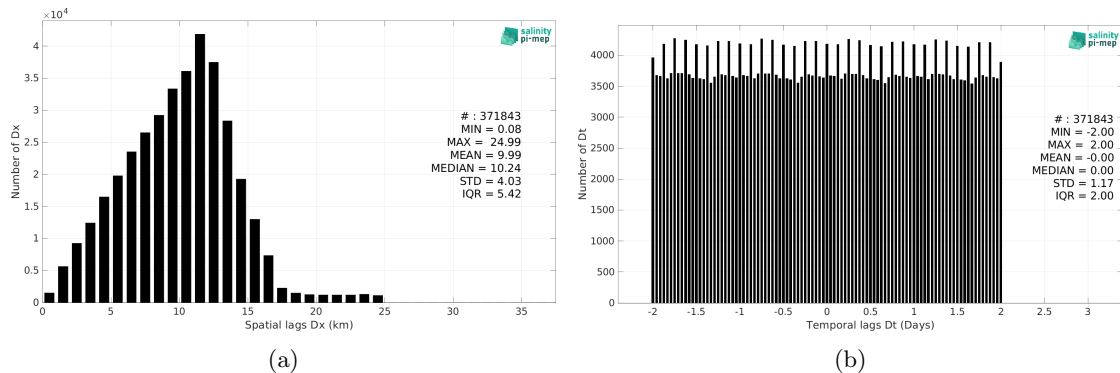 ×10⁴
4
3.5
3
2.5
2
1.5
1
0.5
0
Number of Dx
salinity
pi-mep
# : 371843
MIN = 0.08
MAX = 24.99
MEAN = 9.99
MEDIAN = 10.24
STD = 4.03
IQR = 5.42
0 5 10 15 20 25 30 35
Spatial lags Dx (km)
(a)
4000
3500
3000
2500
2000
1500
1000
500
0
Number of Dt
salinity
pi-mep
# : 371843
MIN = -2.00
MAX = 2.00
MEAN = -0.00
MEDIAN = 0.00
STD = 1.17
IQR = 2.00
-2 -1.5 -1 -0.5 0 0.5 1 1.5 2 2.5 3
Temporal lags Dt (Days)
(b)